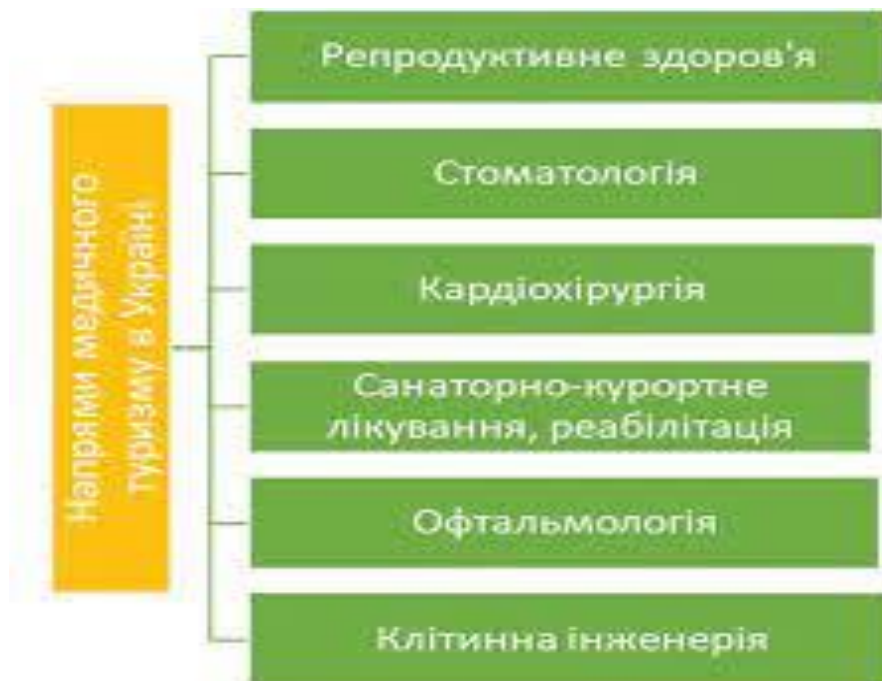 Напрями медичного
туризму в Україні
Репродуктивне здоров'я
Стоматологія
Кардіохірургія
Санаторно-курортне
лікування, реабілітація
Офтальмологія
Клітинна інженерія